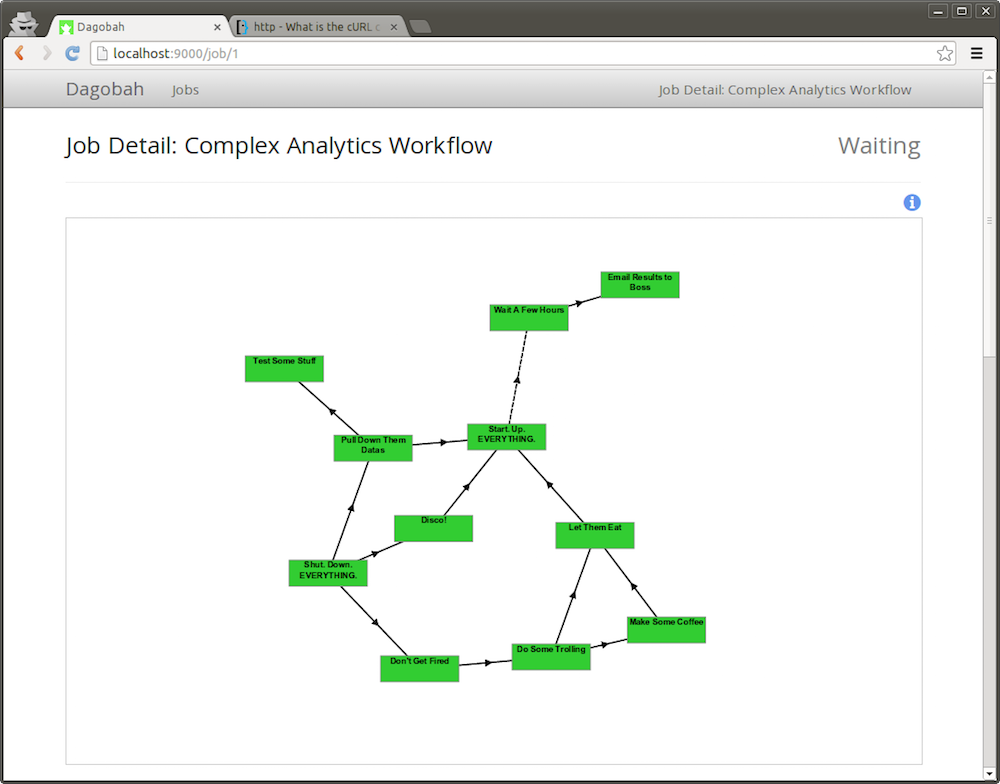 Dagobah
http - What is the cURL c
localhost:9000/job/1
Dagobah Jobs Job Detail: Complex Analytics Workflow
Job Detail: Complex Analytics Workflow Waiting
Email Results to
Boss
Wait A Few Hours
Test Some Stuff
Start. Up.
EVERYTHING.
Pull Down Them
Datas
Disco!
Let Them Eat
Shut. Down.
EVERYTHING.
Make Some Coffee
Do Some Trolling
Don't Get Fired